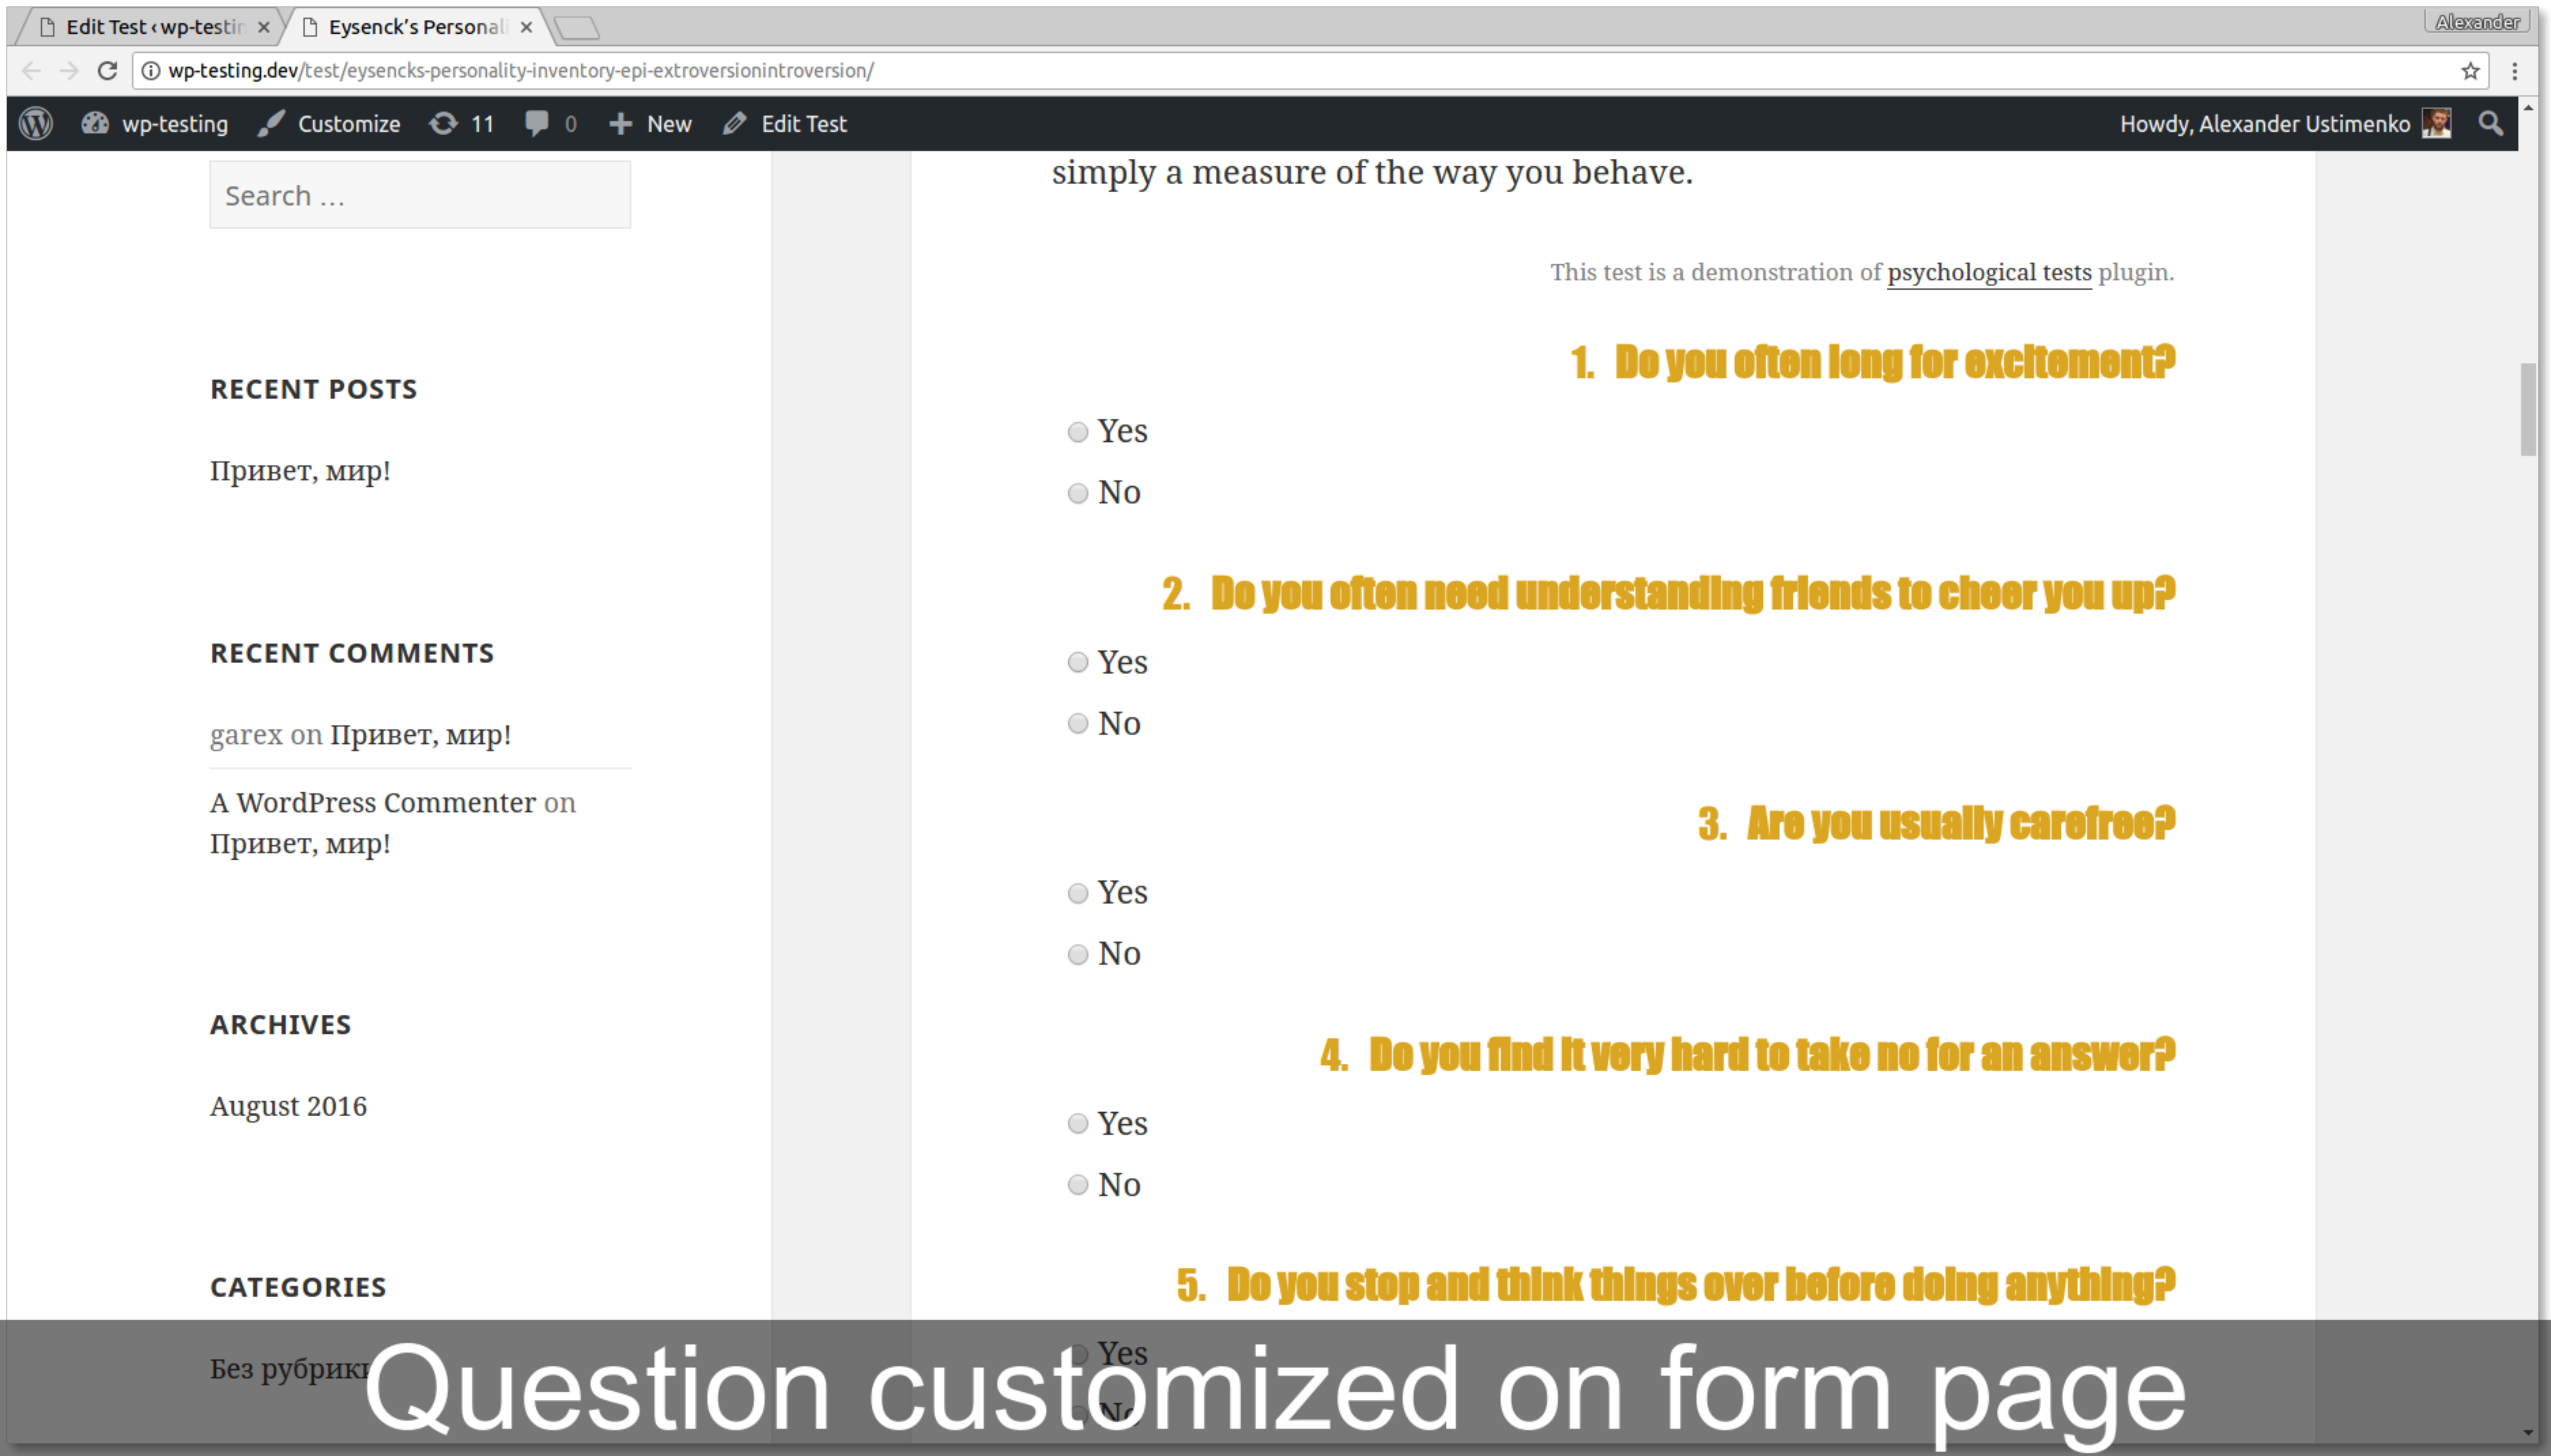 Edit Test ‹ wp-testin
Eysenck’s Personali
Alexander
wp-testing.dev/test/eysencks-personality-inventory-epi-extroversionintroversion/
wp-testing Customize 11 0 New Edit Test
Howdy, Alexander Ustimenko
Search …
RECENT POSTS
Привет, мир!
RECENT COMMENTS
garex on Привет, мир!
A WordPress Commenter on
Привет, мир!
ARCHIVES
August 2016
CATEGORIES
Без рубрики
simply a measure of the way you behave.
This test is a demonstration of psychological tests plugin.
1. Do you often long for excitement?
Yes
No
2. Do you often need understanding friends to cheer you up?
Yes
No
3. Are you usually carefree?
Yes
No
4. Do you find it very hard to take no for an answer?
Yes
No
5. Do you stop and think things over before doing anything?
Yes
No
Question customized on form page